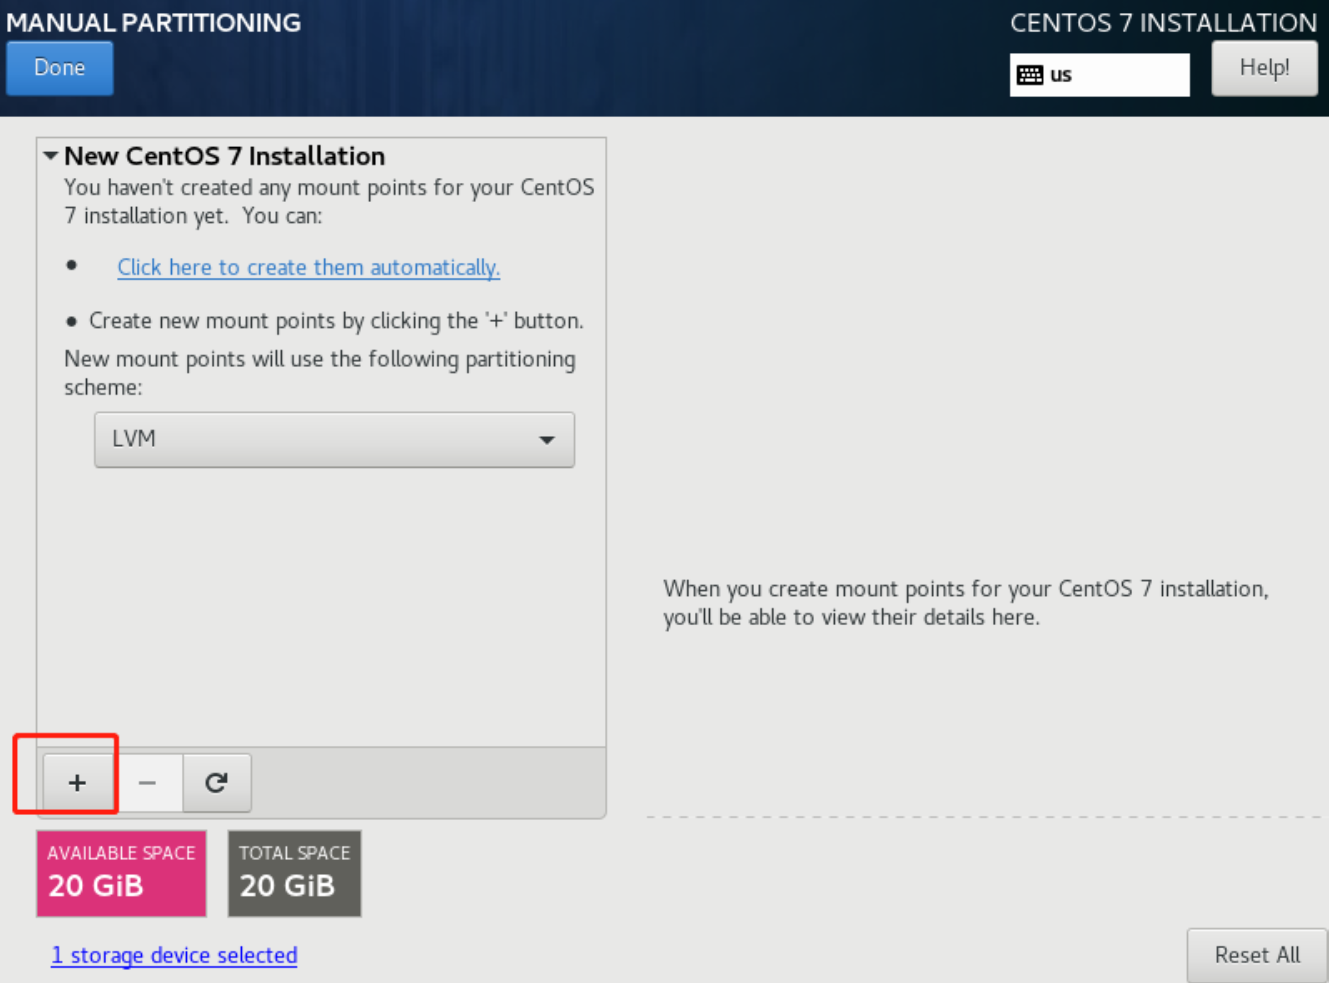 MANUAL PARTITIONING
CENTOS 7 INSTALLATION
Done
us
Help!
New CentOS 7 Installation
You haven't created any mount points for your CentOS
7 installation yet.  You can:
• Click here to create them automatically.
• Create new mount points by clicking the '+' button.
New mount points will use the following partitioning
scheme:
LVM
When you create mount points for your CentOS 7 installation,
you'll be able to view their details here.
+ −
AVAILABLE SPACE
20 GiB
TOTAL SPACE
20 GiB
1 storage device selected
Reset All